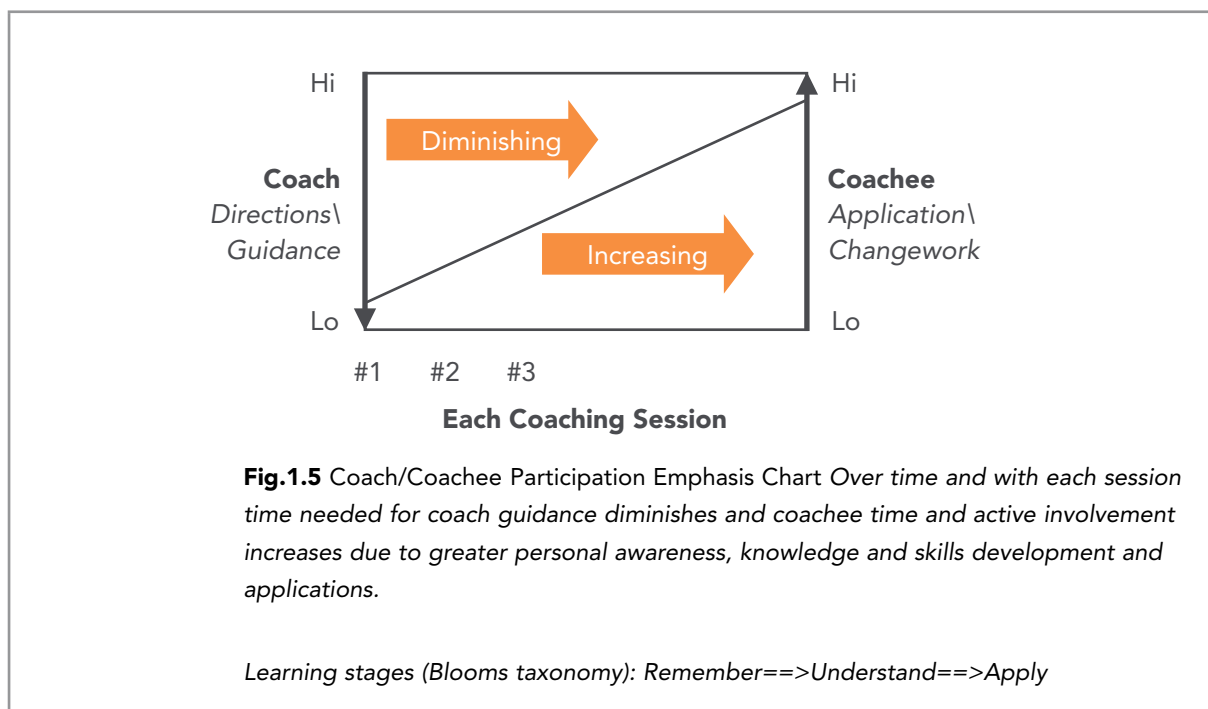 Hi
Hi
Diminishing
Coach
Directions\
Guidance
Coachee
Application\
Changework
Increasing
Lo
Lo
#1 #2 #3
Each Coaching Session
Fig.1.5 Coach/Coachee Participation Emphasis Chart Over time and with each session
time needed for coach guidance diminishes and coachee time and active involvement
increases due to greater personal awareness, knowledge and skills development and
applications.
Learning stages (Blooms taxonomy): Remember==>Understand==>Apply